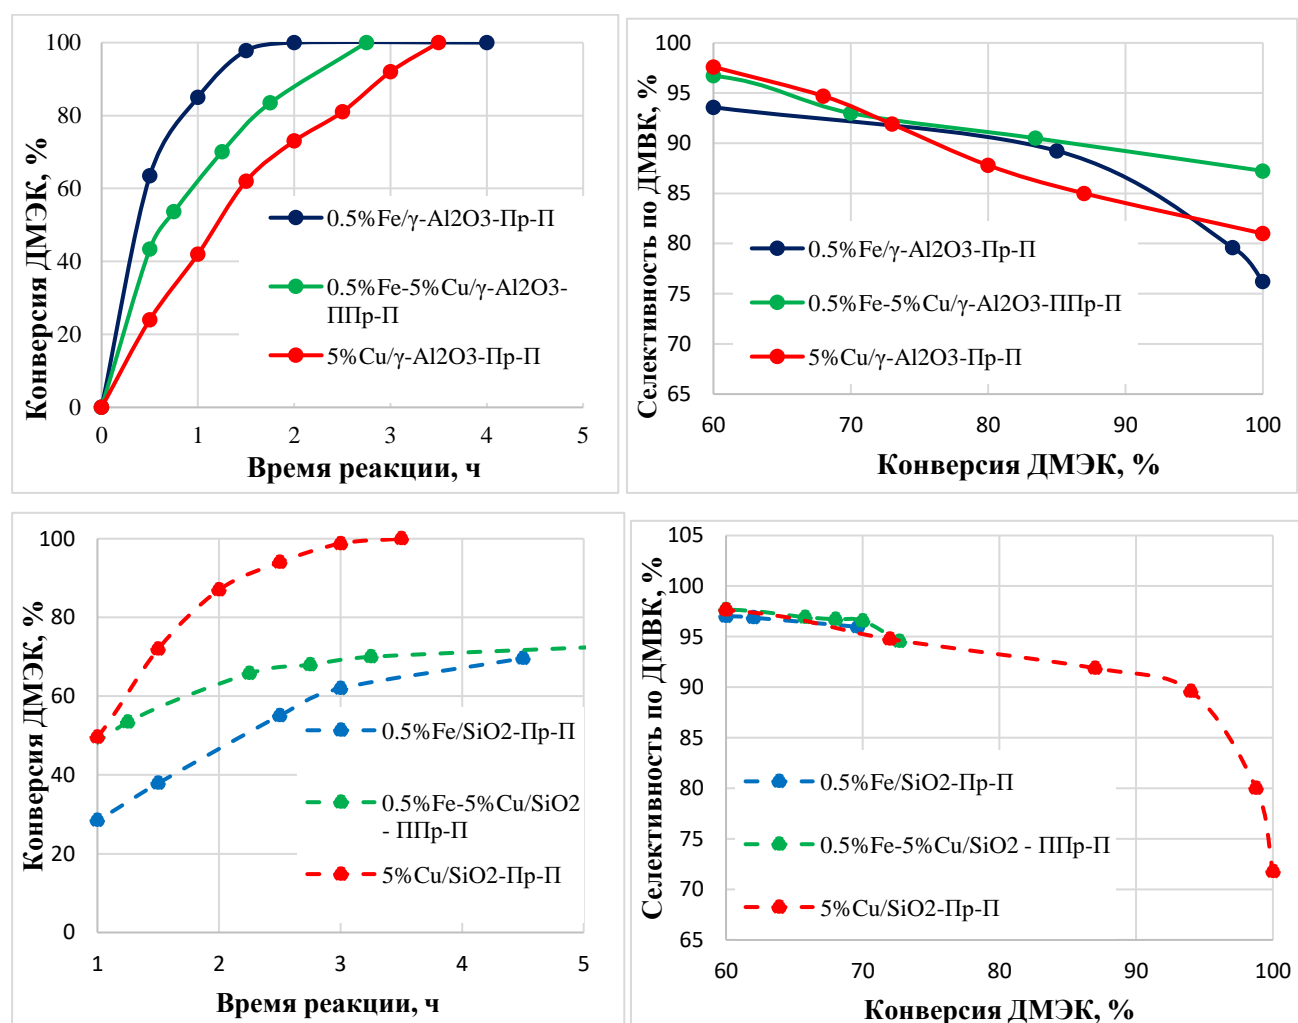 Конверсия ДМЭК, %
100
80
60
40
20
0
0 1 2 3 4 5
Время реакции, ч
0.5%Fe/γ-Al2O3-Пр-П
0.5%Fe-5%Cu/γ-Al2O3-
ППр-П
5%Cu/γ-Al2O3-Пр-П
Селективность по ДМВК, %
100
95
90
85
80
75
70
65
60 70 80 90 100
Конверсия ДМЭК, %
0.5%Fe/γ-Al2O3-Пр-П
0.5%Fe-5%Cu/γ-Al2O3-ППр-П
5%Cu/γ-Al2O3-Пр-П
Конверсия ДМЭК, %
100
80
60
40
20
0
1 2 3 4 5
Время реакции, ч
0.5%Fe/SiO2-Пр-П
0.5%Fe-5%Cu/SiO2
- ППр-П
5%Cu/SiO2-Пр-П
Селективность по ДМВК, %
105
100
95
90
85
80
75
70
65
60 70 80 90 100
Конверсия ДМЭК, %
0.5%Fe/SiO2-Пр-П
0.5%Fe-5%Cu/SiO2 - ППр-П
5%Cu/SiO2-Пр-П